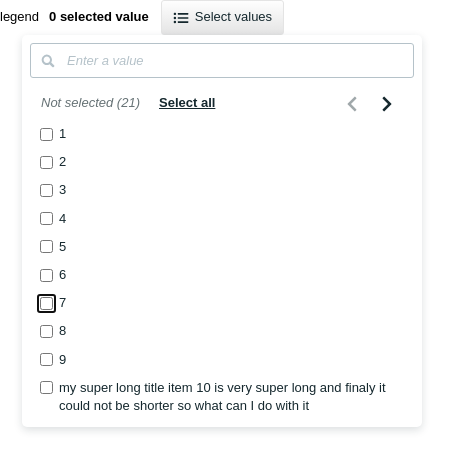 legend 0 selected value Select values
Enter a value
Not selected (21) Select all
1
2
3
4
5
6
7
8
9
my super long title item 10 is very super long and finaly it
could not be shorter so what can I do with it